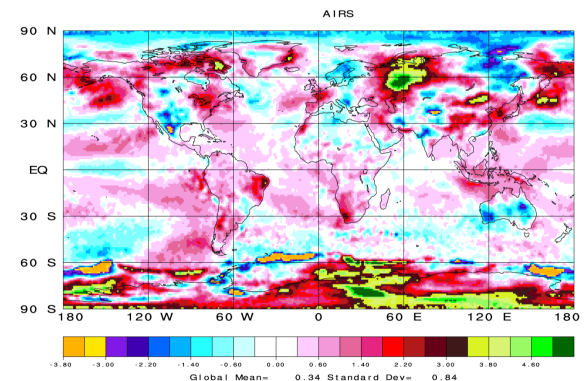 AIRS
90 N
60 N
30 N
EQ
30 S
60 S
90 S
180 120 W 60 W 0 60 E 120 E 180
-3.80 -3.00 -2.20 -1.40 -0.60 0.00 0.60 1.40 2.20 3.00 3.80 4.60
Global Mean= 0.34 Standard Dev= 0.84